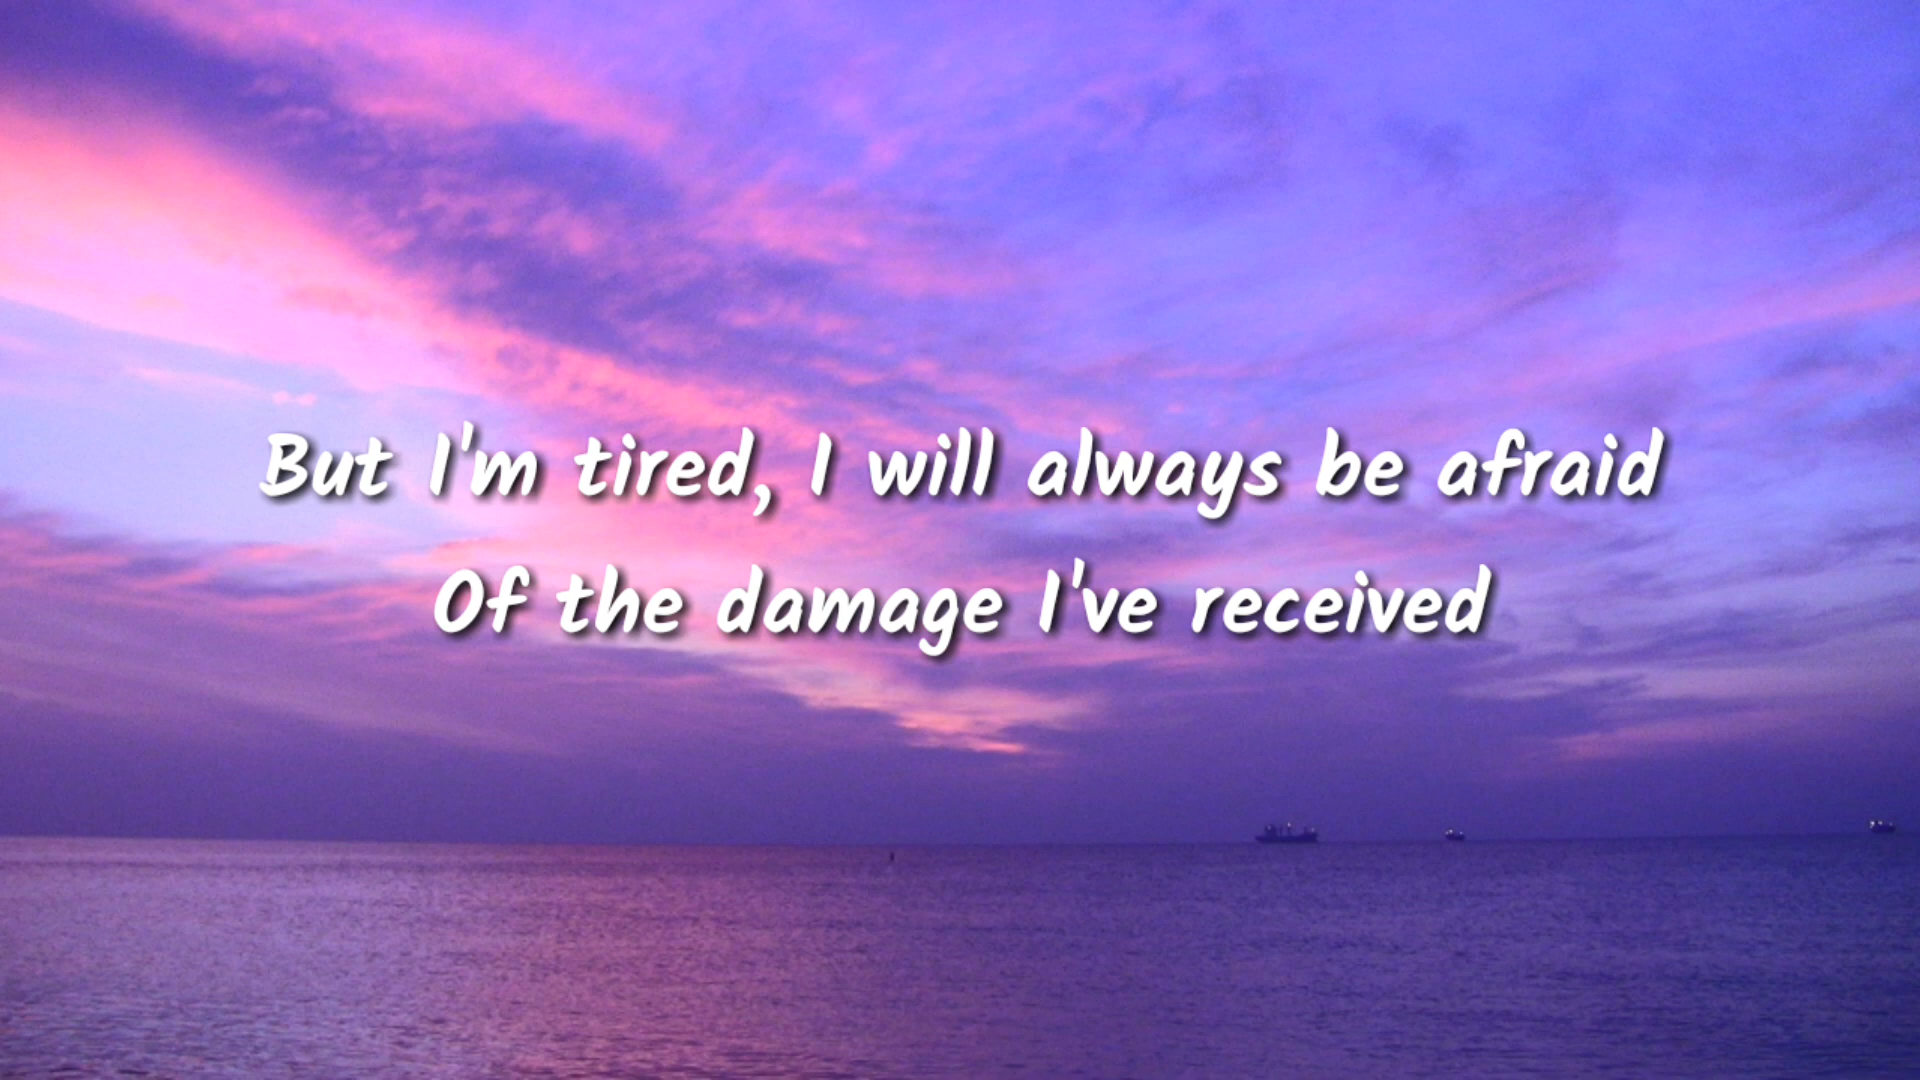 But I'm tired, I will always be afraid
Of the damage I've received